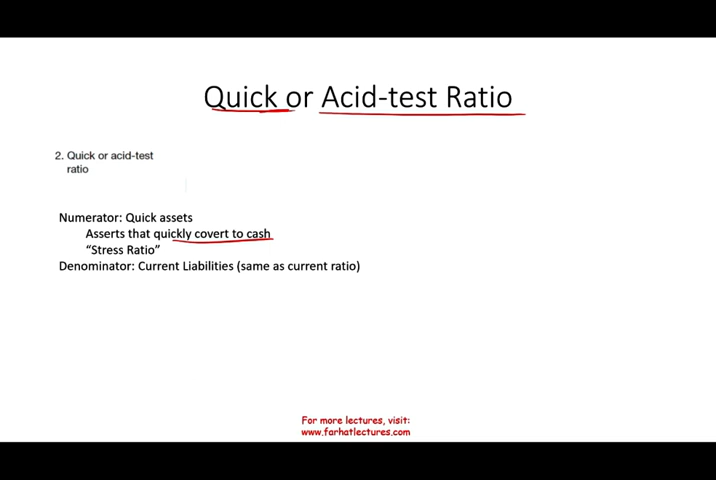 Quick or Acid-test Ratio
2. Quick or acid-test
ratio
Numerator: Quick assets
Asserts that quickly covert to cash
“Stress Ratio”
Denominator: Current Liabilities (same as current ratio)
For more lectures, visit:
www.farhatlectures.com